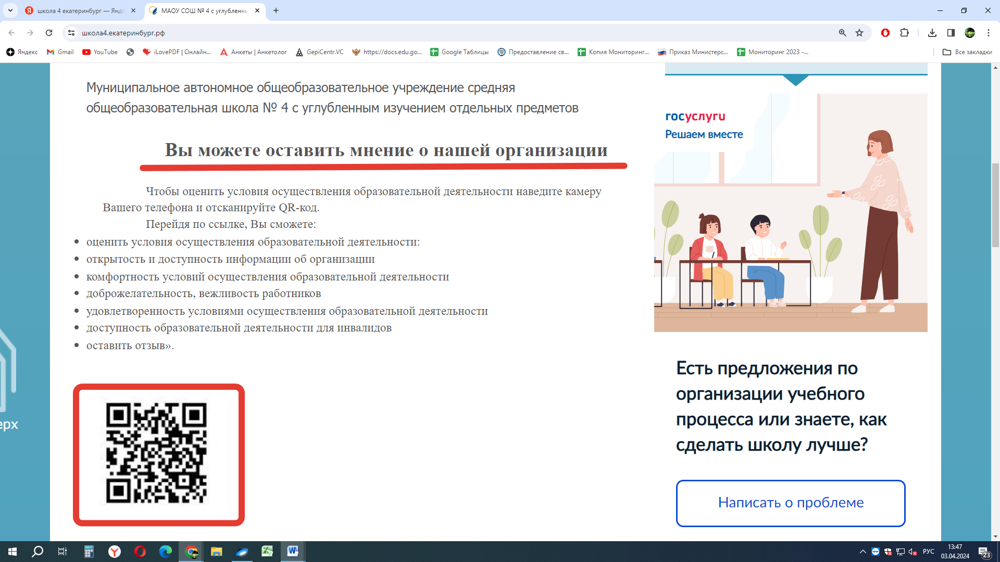 школа 4 екатеринбург — Янде
МАОУ СОШ № 4 с углубленны
школа4.екатеринбург.рф
Яндекс
Gmail
YouTube
iLovePDF | Онлайн...
Анкеты | Анкетолог
GepiCentr.VC
https://docs.edu.go...
Google Таблицы
Предоставление св...
Копия Мониторинг...
Приказ Министерс...
Мониторинг 2023 -...
Все закладки
Муниципальное автономное общеобразовательное учреждение средняя
общеобразовательная школа № 4 с углубленным изучением отдельных предметов
Вы можете оставить мнение о нашей организации
Чтобы оценить условия осуществления образовательной деятельности наведите камеру
Вашего телефона и отсканируйте QR-код.
Перейдя по ссылке, Вы сможете:
оценить условия осуществления образовательной деятельности:
открытость и доступность информации об организации
комфортность условий осуществления образовательной деятельности
доброжелательность, вежливость работников
удовлетворенность условиями осуществления образовательной деятельности
доступность образовательной деятельности для инвалидов
оставить отзыв».
ерх
госуслуги
Решаем вместе
Есть предложения по
организации учебного
процесса или знаете, как
сделать школу лучше?
Написать о проблеме
РУС
13:47
03.04.2024
23